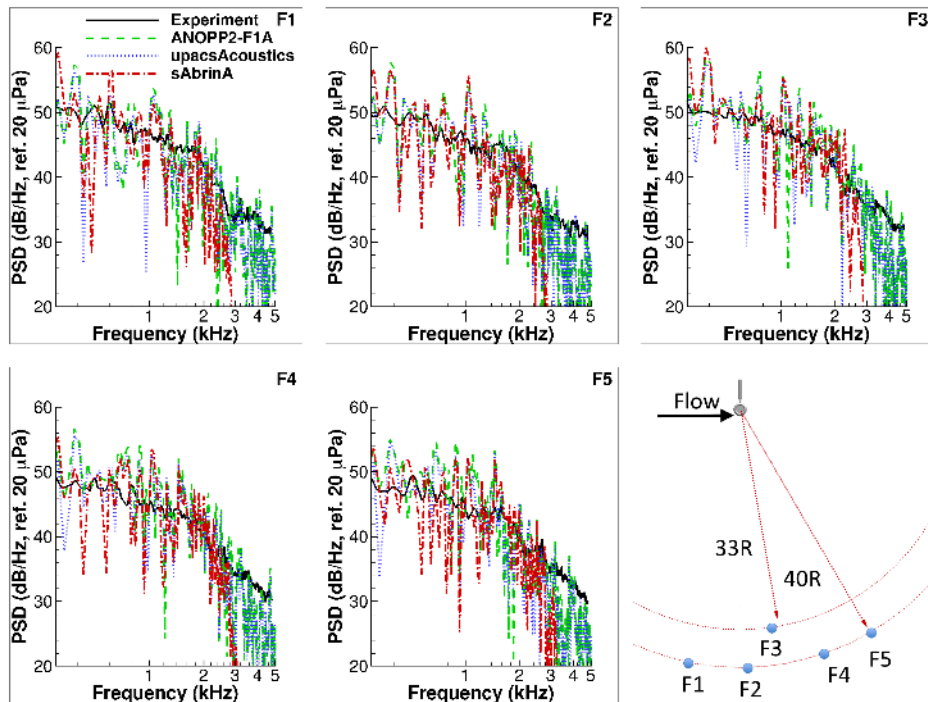 Experiment
ANOPP2-F1A
upacsAcoustics
sAbrinA
F1
PSD (dB/Hz, ref. 20 µPa)
60
50
40
30
20
1
2
3
4
5
Frequency (kHz)
F2
PSD (dB/Hz, ref. 20 µPa)
60
50
40
30
20
1
2
3
4
5
Frequency (kHz)
F3
PSD (dB/Hz, ref. 20 µPa)
60
50
40
30
20
1
2
3
4
5
Frequency (kHz)
F4
PSD (dB/Hz, ref. 20 µPa)
60
50
40
30
20
1
2
3
4
5
Frequency (kHz)
F5
PSD (dB/Hz, ref. 20 µPa)
60
50
40
30
20
1
2
3
4
5
Frequency (kHz)
Flow
33R
40R
F3
F1
F2
F4
F5